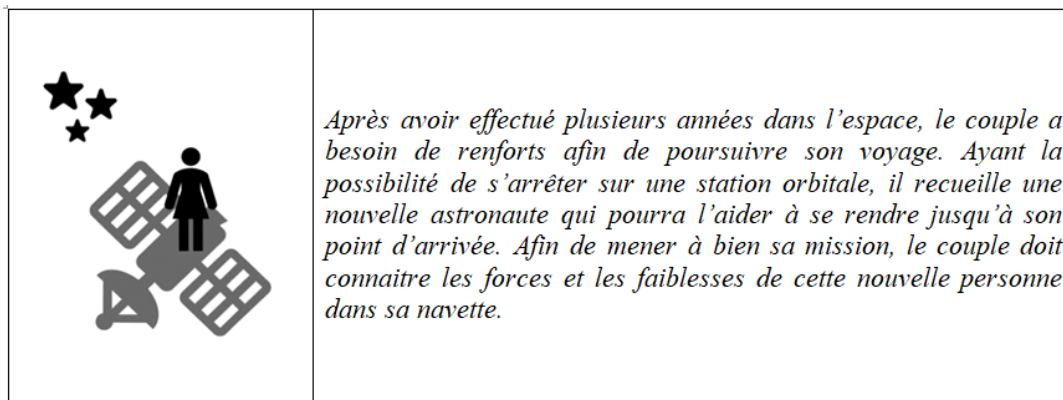 Après avoir effectué plusieurs années dans l’espace, le couple a
besoin de renforts afin de poursuivre son voyage. Ayant la
possibilité de s’arrêter sur une station orbitale, il recueille une
nouvelle astronaute qui pourra l’aider à se rendre jusqu’à son
point d’arrivée. Afin de mener à bien sa mission, le couple doit
connaitre les forces et les faiblesses de cette nouvelle personne
dans sa navette.